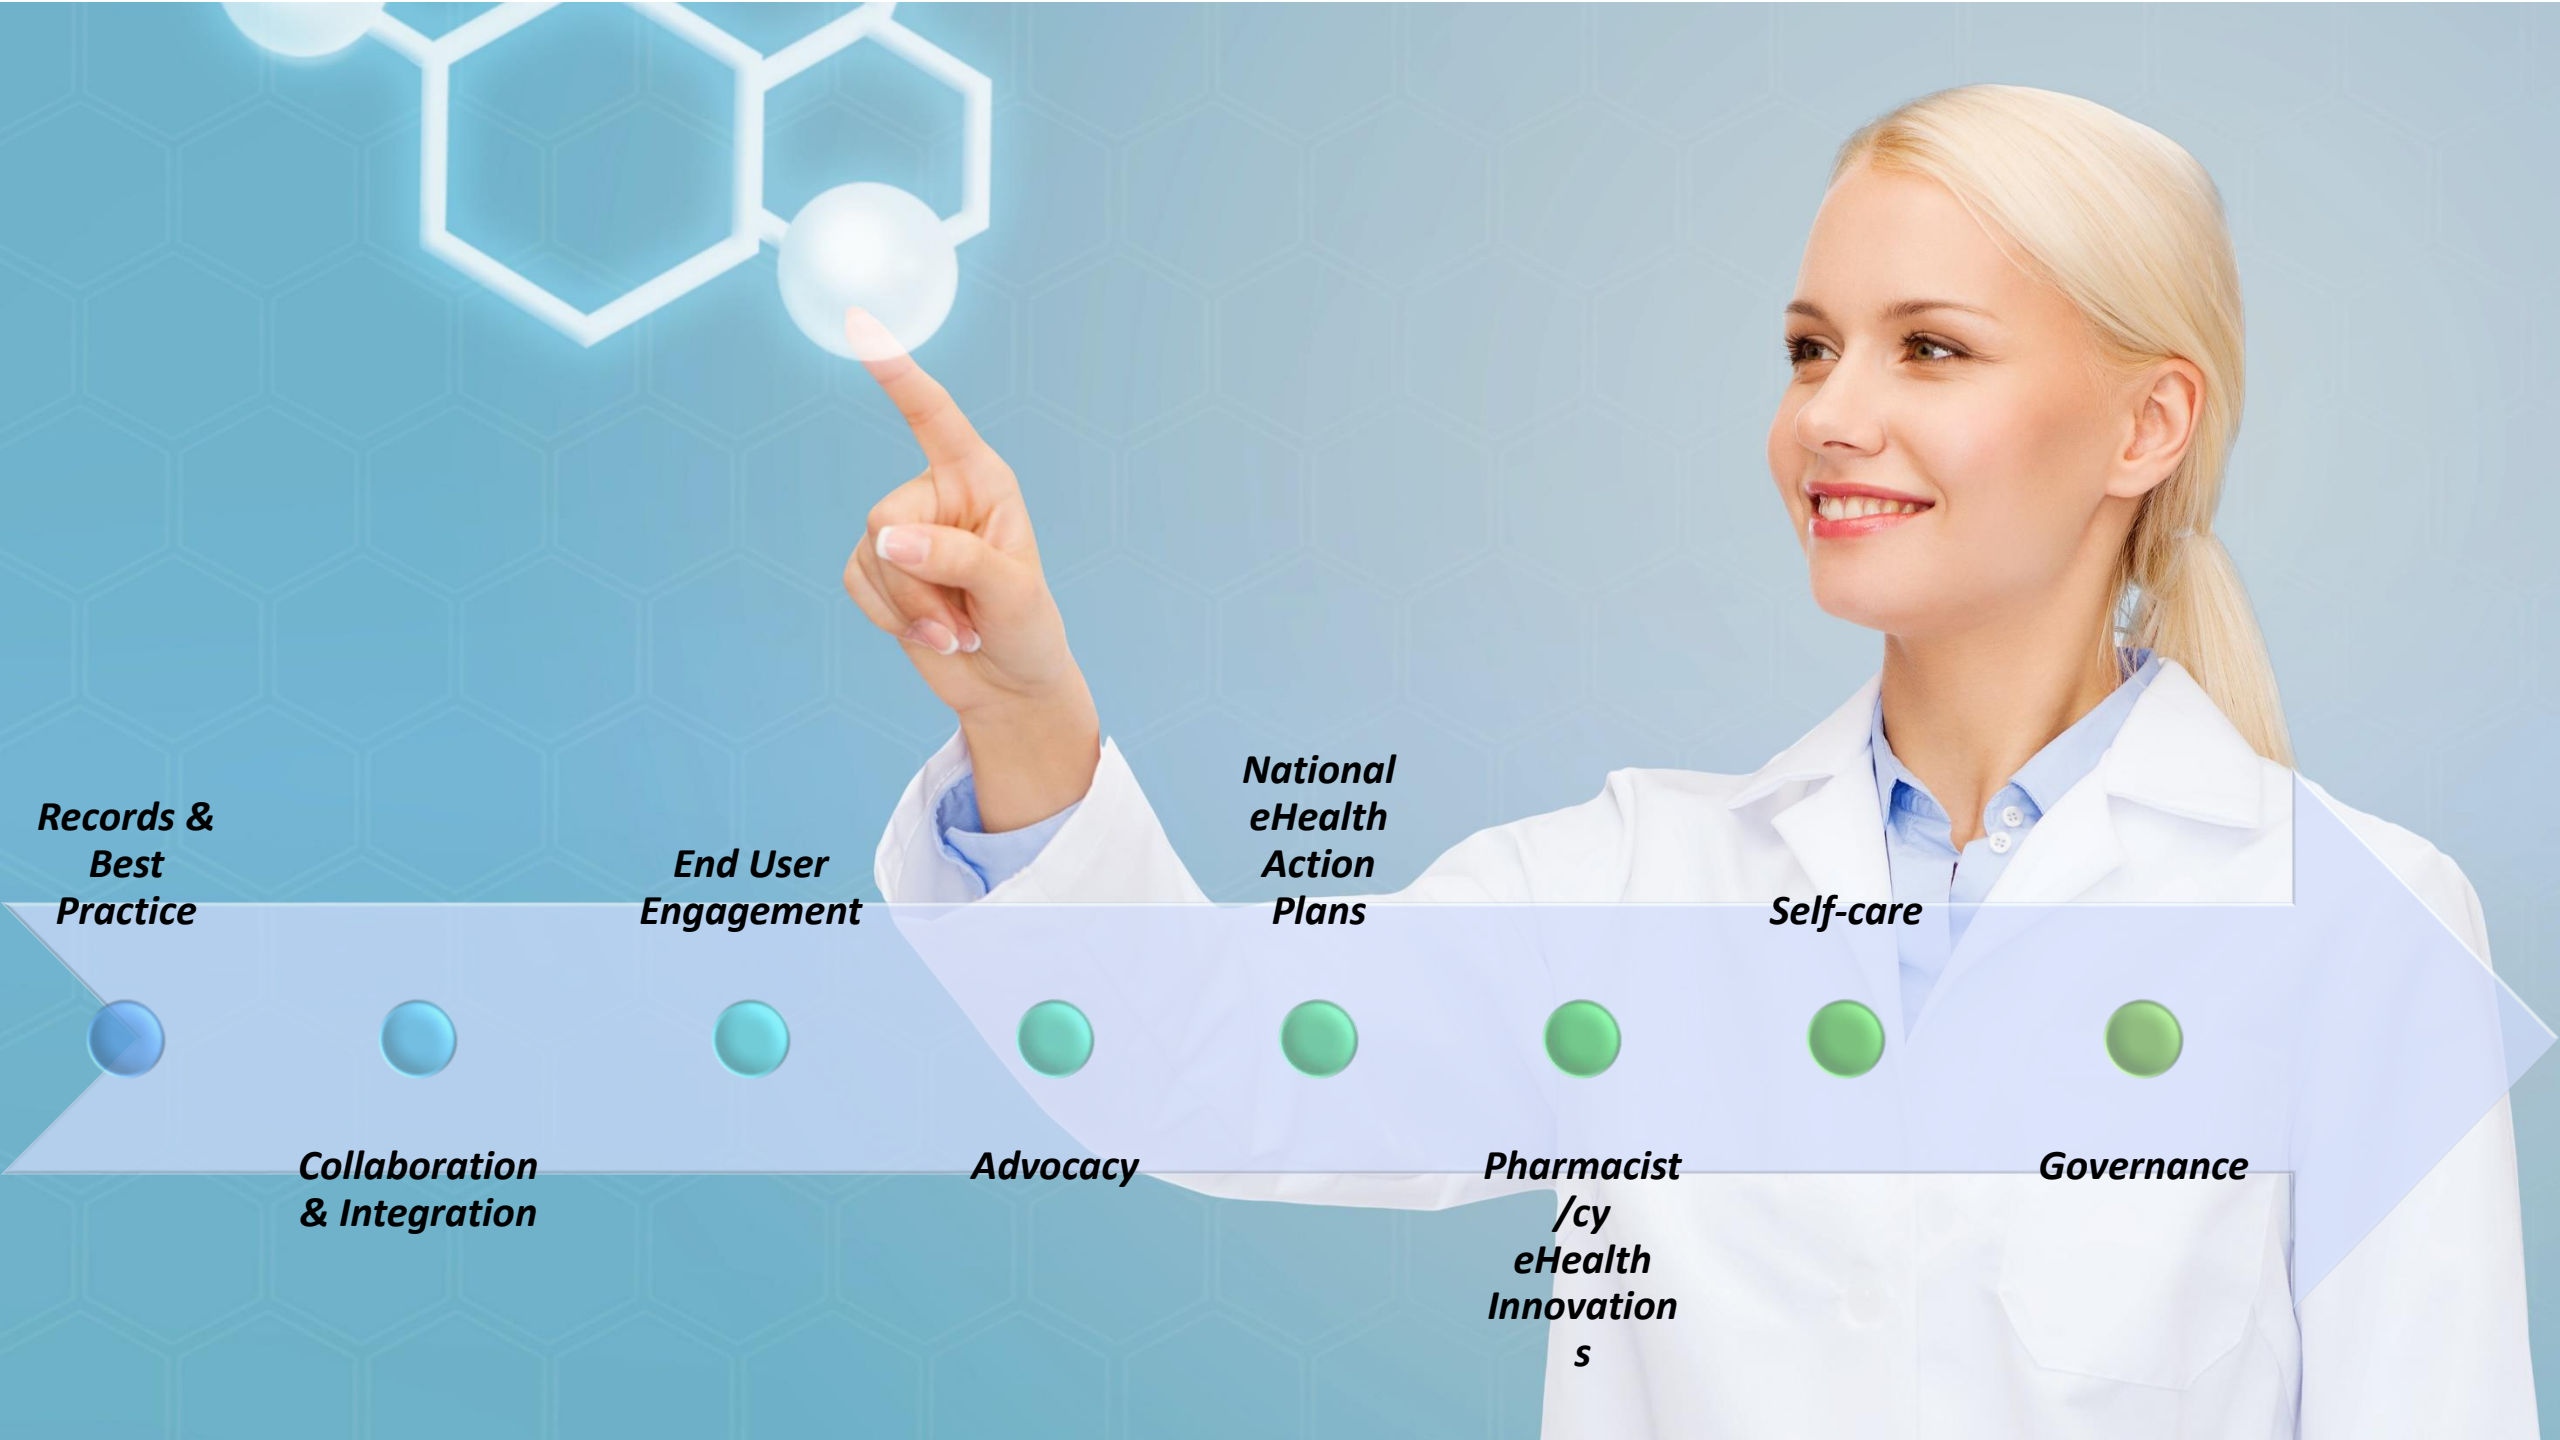 Records &
Best
Practice
Collaboration
& Integration
End User
Engagement
Advocacy
National
eHealth
Action
Plans
Pharmacist
/cy
eHealth
Innovation
s
Self-care
Governance